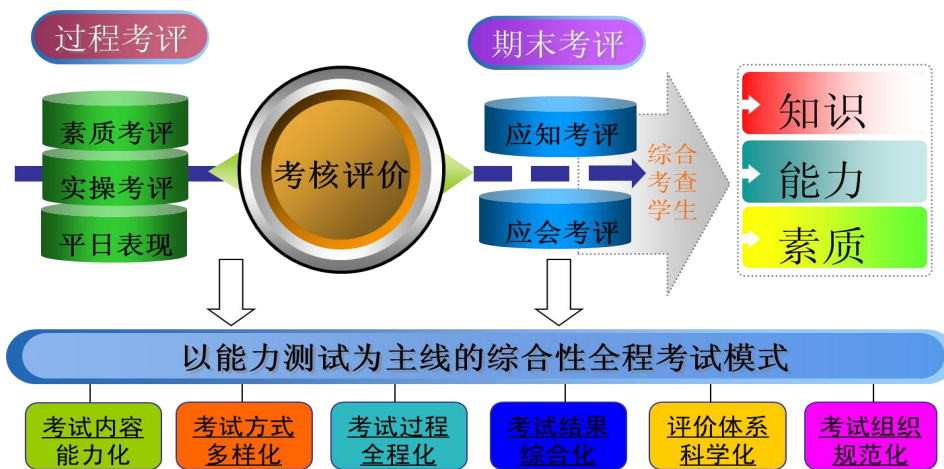 过程考评
期末考评
素质考评
实操考评
平日表现
考核评价
应知考评
应会考评
综合
考查
学生
知识
能力
素质
以能力测试为主线的综合性全程考试模式
考试内容
能力化
考试方式
多样化
考试过程
全程化
考试结果
综合化
评价体系
科学化
考试组织
规范化